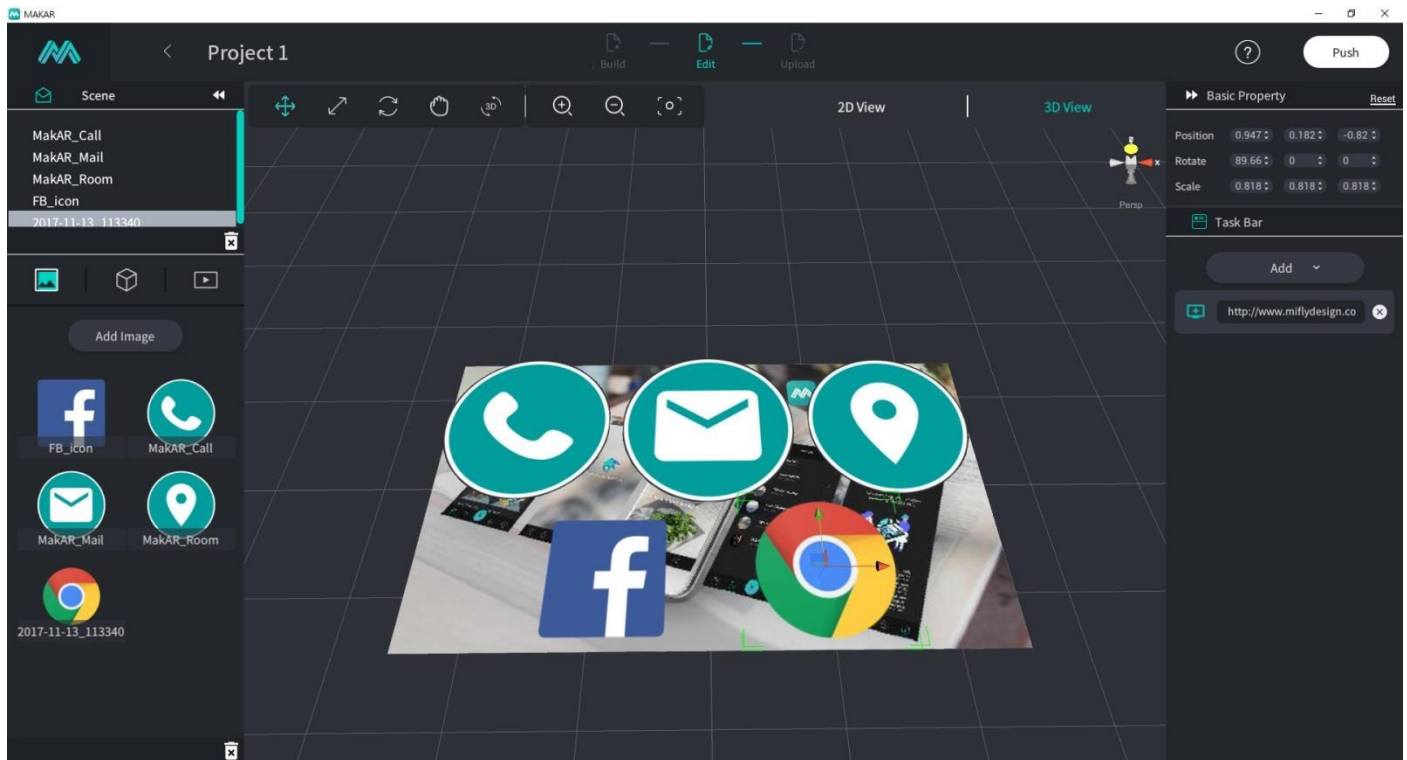 MAKAR
Project 1
Build
Edit
Upload
?
Push
Scene
MakAR_Call
MakAR_Mail
MakAR_Room
FB_icon
2017-11-13_113340
3D
2D View
3D View
x
Persp
Basic Property
Reset
Position 0.947 0.182 -0.82
Rotate 89.66 0 0
Scale 0.818 0.818 0.818
Task Bar
Add
http://www.miflydesign.co
Add Image
FB_icon
MakAR_Call
MakAR_Mail
MakAR_Room
2017-11-13_113340